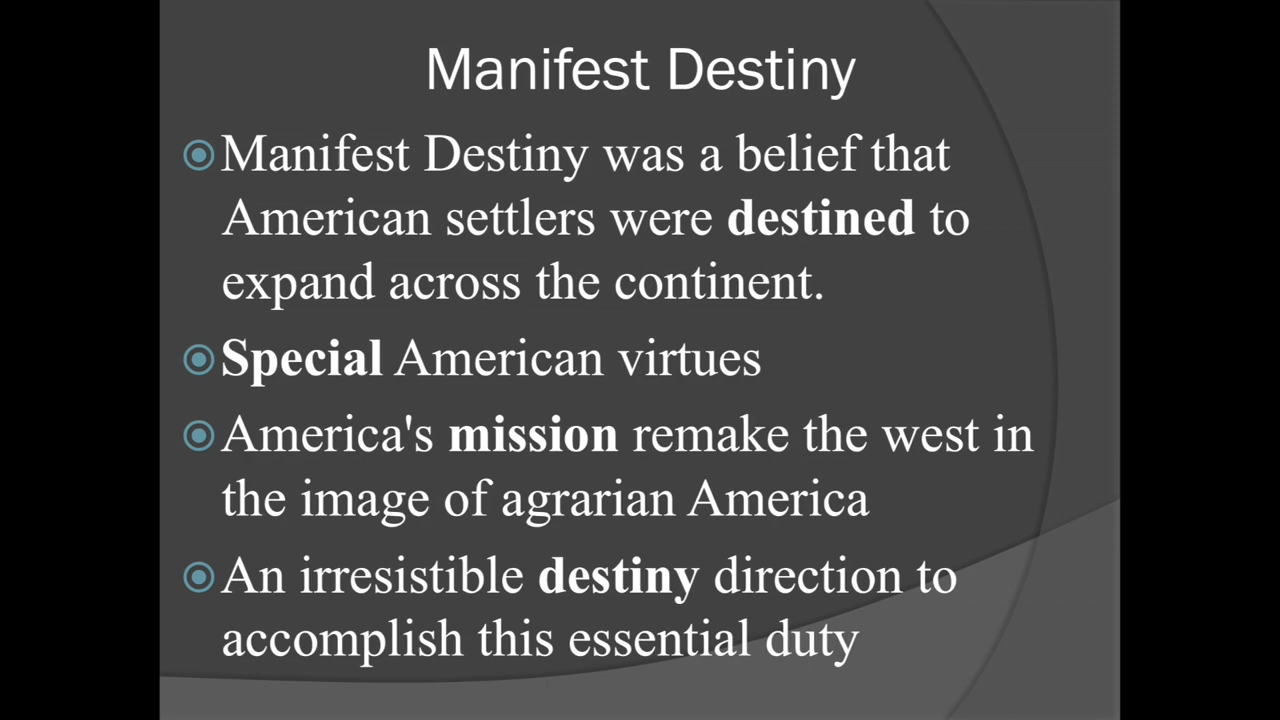 Manifest Destiny
Manifest Destiny was a belief that
American settlers were destined to
expand across the continent.
Special American virtues
America's mission remake the west in
the image of agrarian America
An irresistible destiny direction to
accomplish this essential duty